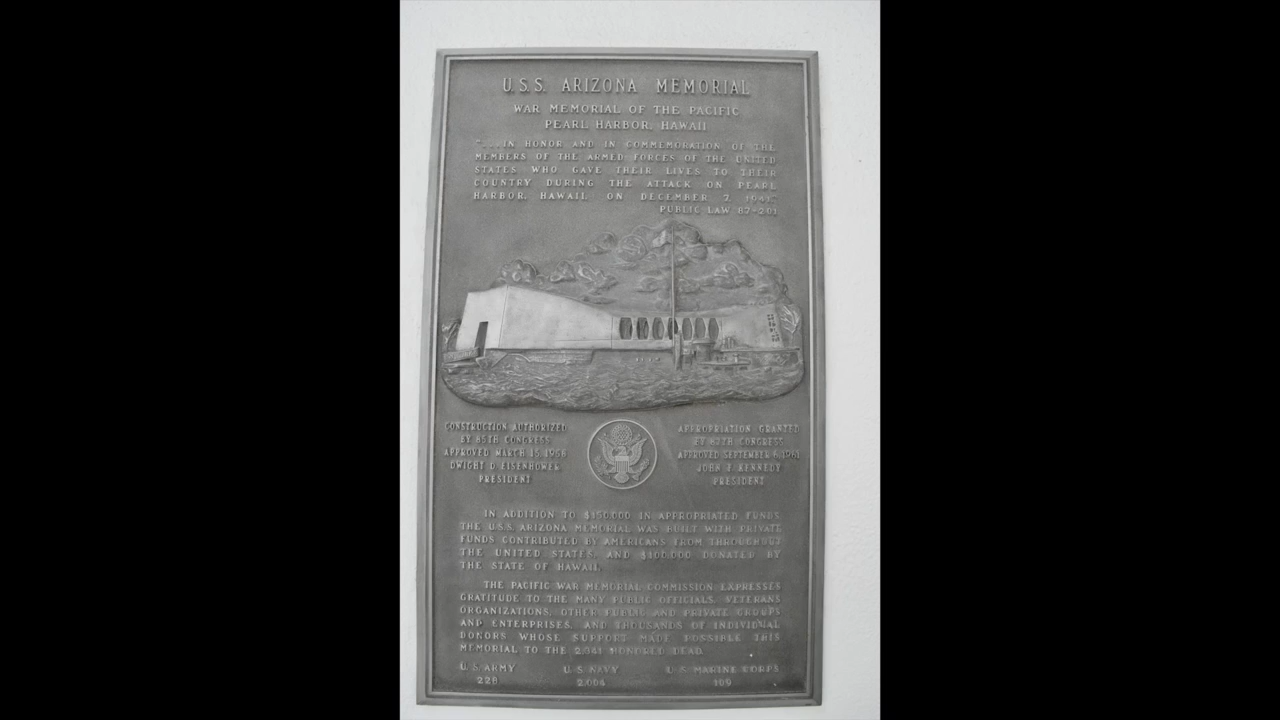 U.S.S. ARIZONA MEMORIAL
WAR MEMORIAL OF THE PACIFIC
PEARL HARBOR, HAWAII
"... IN HONOR AND IN COMMEMORATION OF THE
MEMBERS OF THE ARMED FORCES OF THE UNITED
STATES WHO GAVE THEIR LIVES TO THEIR
COUNTRY DURING THE ATTACK ON PEARL
HARBOR, HAWAII, ON DECEMBER 7, 1941."
PUBLIC LAW 87-201
CONSTRUCTION AUTHORIZED
BY 85TH CONGRESS
APPROVED MARCH 15, 1958
DWIGHT D. EISENHOWER
PRESIDENT
APPROPRIATION GRANTED
BY 87TH CONGRESS
APPROVED SEPTEMBER 6, 1961
JOHN F. KENNEDY
PRESIDENT
IN ADDITION TO $150,000 IN APPROPRIATED FUNDS,
THE U.S.S. ARIZONA MEMORIAL WAS BUILT WITH PRIVATE
FUNDS CONTRIBUTED BY AMERICANS FROM THROUGHOUT
THE UNITED STATES, AND $100,000 DONATED BY
THE STATE OF HAWAII.
THE PACIFIC WAR MEMORIAL COMMISSION EXPRESSES
GRATITUDE TO THE MANY PUBLIC OFFICIALS, VETERANS
ORGANIZATIONS, OTHER PUBLIC AND PRIVATE GROUPS
AND ENTERPRISES, AND THOUSANDS OF INDIVIDUAL
DONORS WHOSE SUPPORT MADE POSSIBLE THIS
MEMORIAL TO THE 2,341 HONORED DEAD.
U.S. ARMY U.S. NAVY U.S. MARINE CORPS
228 2,004 109